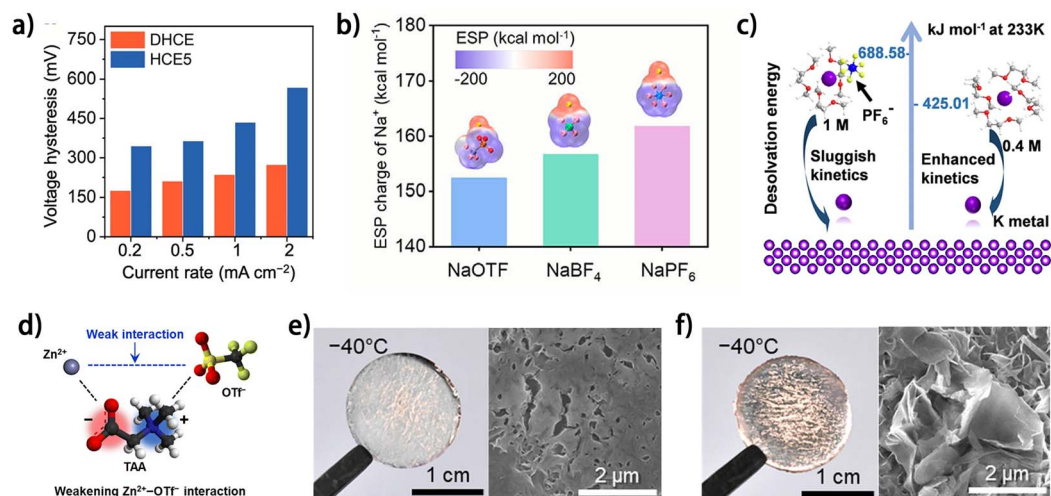 a)
DHCE
HCE5
Voltage hysteresis (mV)
750
600
450
300
150
0
0.2 0.5 1 2
Current rate (mA cm⁻²)
b)
ESP (kcal mol⁻¹)
-200 200
ESP charge of Na⁺ (kcal mol⁻¹)
180
170
160
150
140
NaOTF NaBF₄ NaPF₆
c)
kJ mol⁻¹ at 233K
688.58-
- 425.01
Desolvation energy
1 M
PF₆⁻
0.4 M
Sluggish
kinetics
Enhanced
kinetics
K metal
d)
Weak interaction
Zn²⁺
OTf⁻
−
+
TAA
Weakening Zn²⁺−OTf⁻ interaction
e)
−40°C
1 cm
2 μm
f)
−40°C
1 cm
2 μm